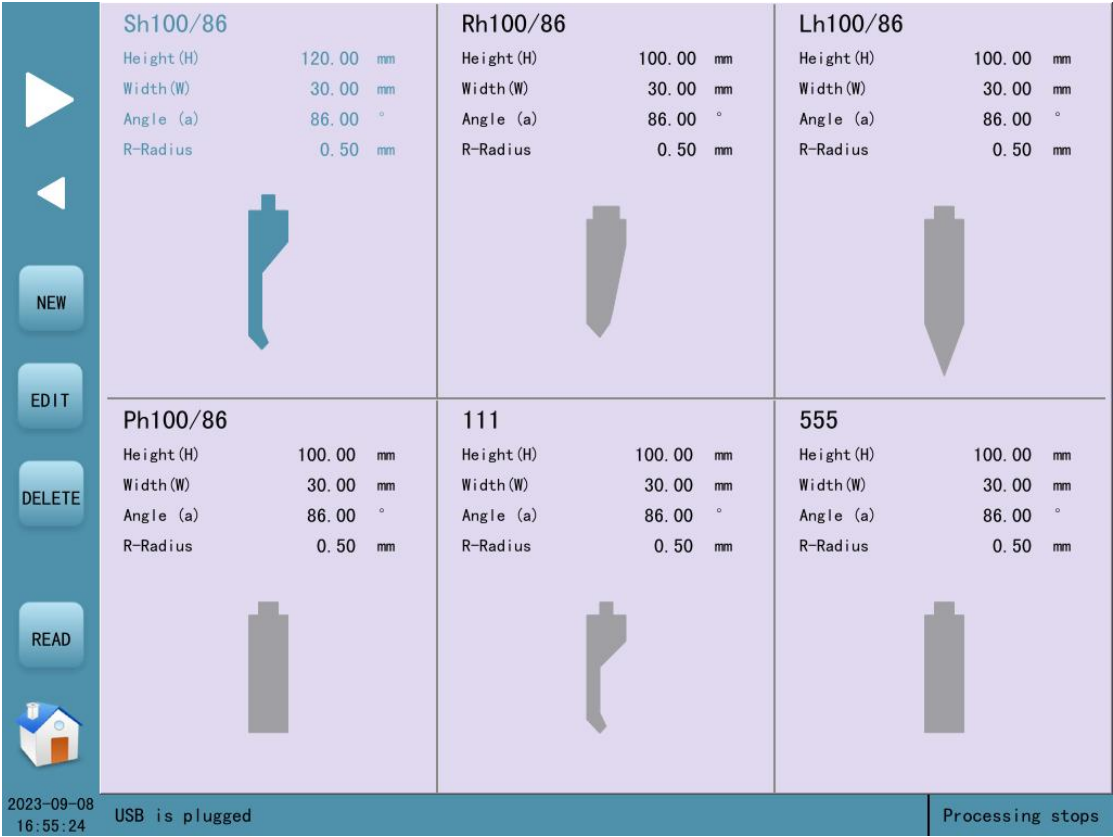 Sh100/86
Height(H) 120.00 mm
Width(W) 30.00 mm
Angle (a) 86.00 °
R-Radius 0.50 mm
Rh100/86
Height(H) 100.00 mm
Width(W) 30.00 mm
Angle (a) 86.00 °
R-Radius 0.50 mm
Lh100/86
Height(H) 100.00 mm
Width(W) 30.00 mm
Angle (a) 86.00 °
R-Radius 0.50 mm
Ph100/86
Height(H) 100.00 mm
Width(W) 30.00 mm
Angle (a) 86.00 °
R-Radius 0.50 mm
111
Height(H) 100.00 mm
Width(W) 30.00 mm
Angle (a) 86.00 °
R-Radius 0.50 mm
555
Height(H) 100.00 mm
Width(W) 30.00 mm
Angle (a) 86.00 °
R-Radius 0.50 mm
NEW
EDIT
DELETE
READ
2023-09-08
16:55:24
USB is plugged
Processing stops